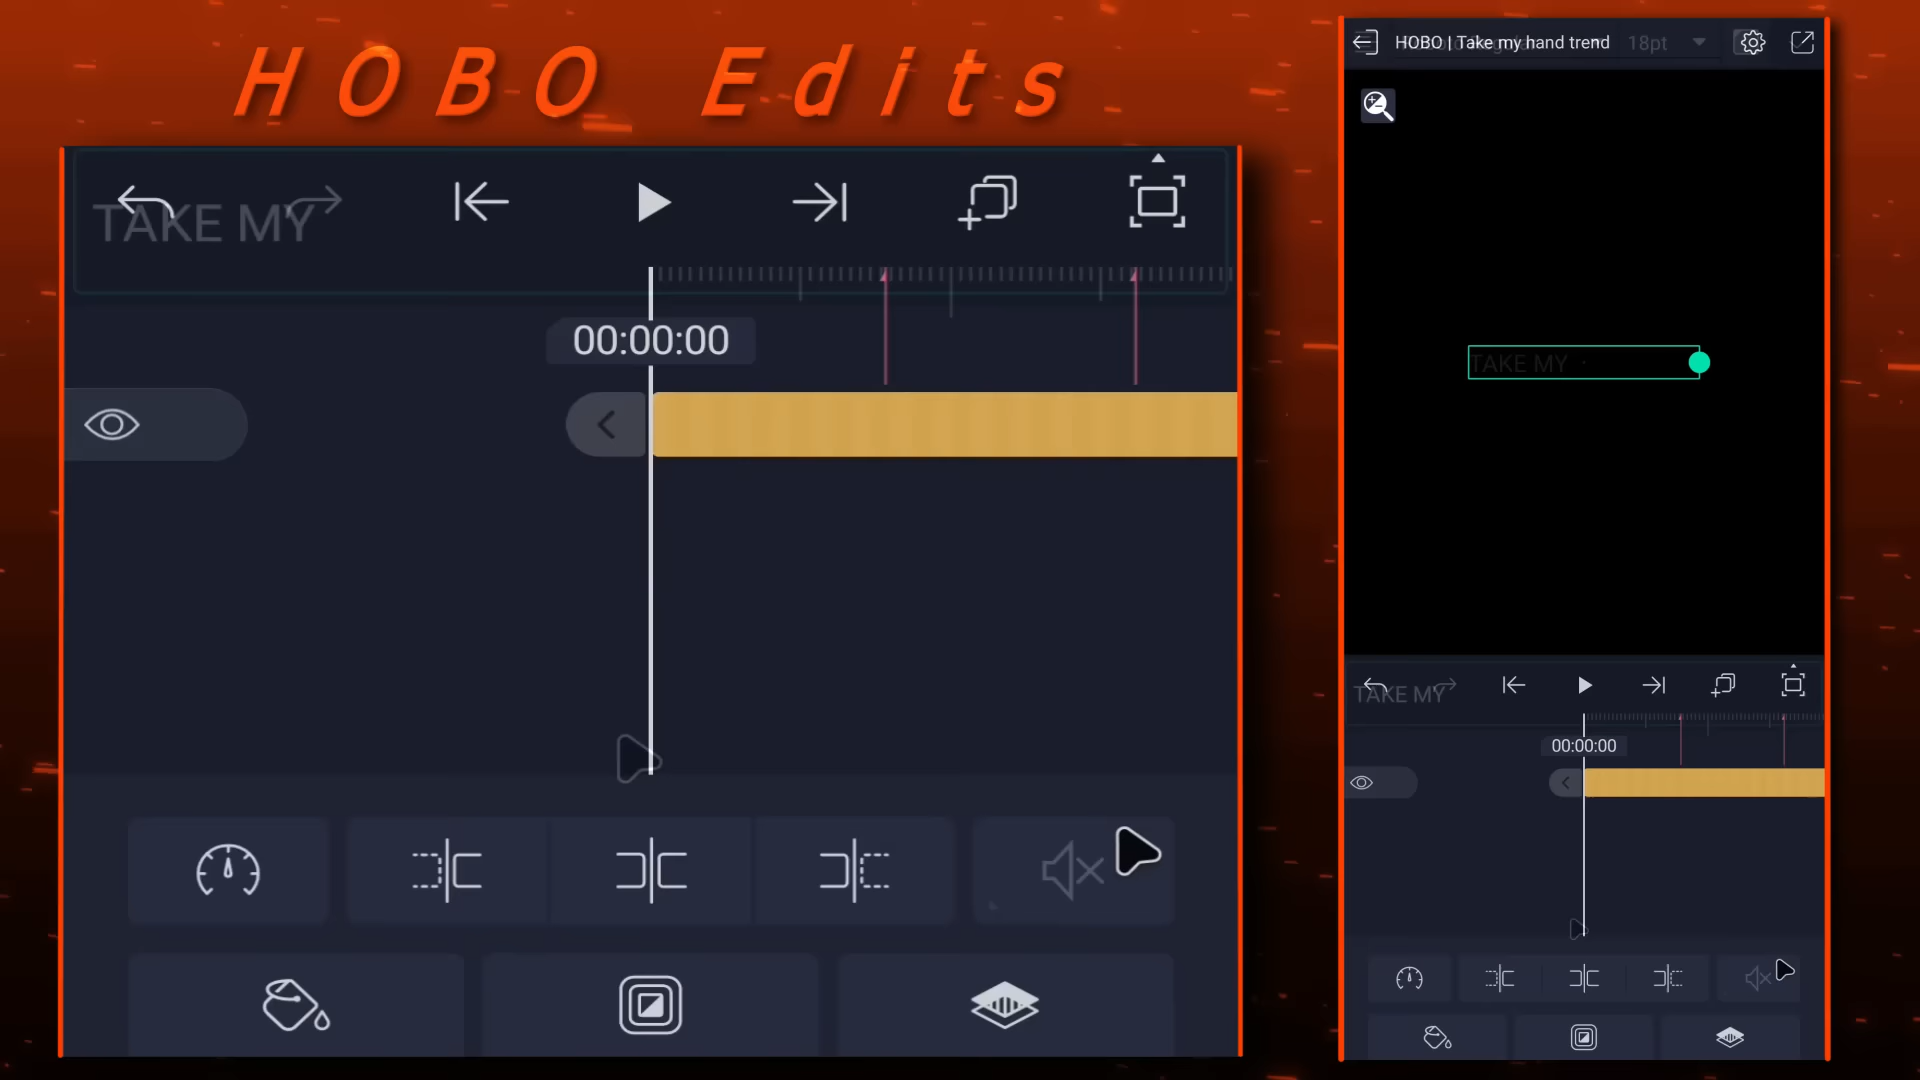 HOBO Edits
TAKE MY
00:00:00
HOBO | Take my hand trend
18pt
TAKE MY
TAKE MY
00:00:00